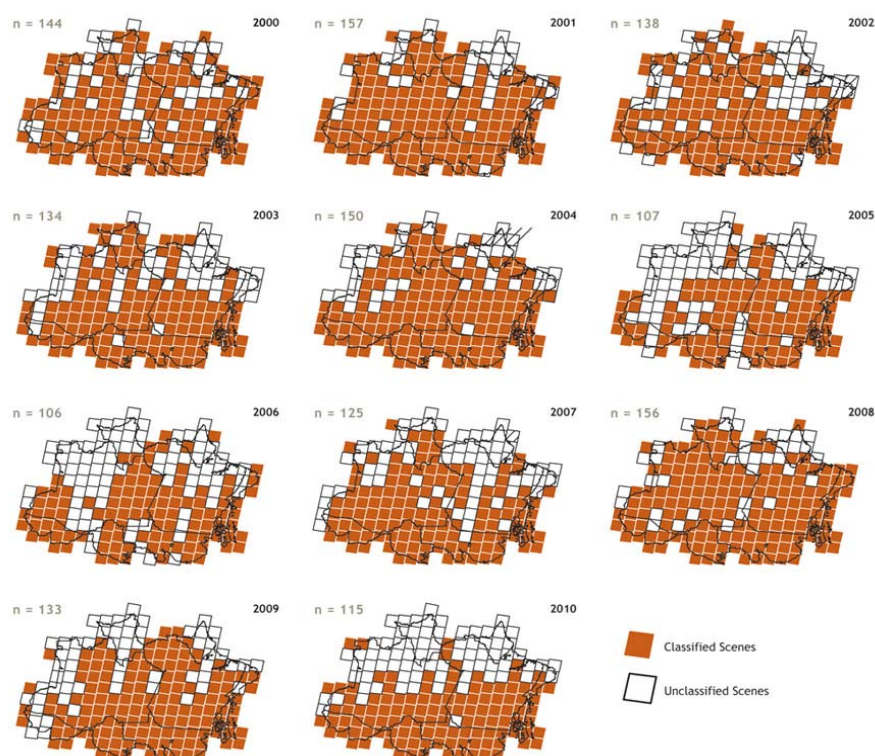 n = 144 2000
n = 157 2001
n = 138 2002
n = 134 2003
n = 150 2004
n = 107 2005
n = 106 2006
n = 125 2007
n = 156 2008
n = 133 2009
n = 115 2010
Classified Scenes
Unclassified Scenes